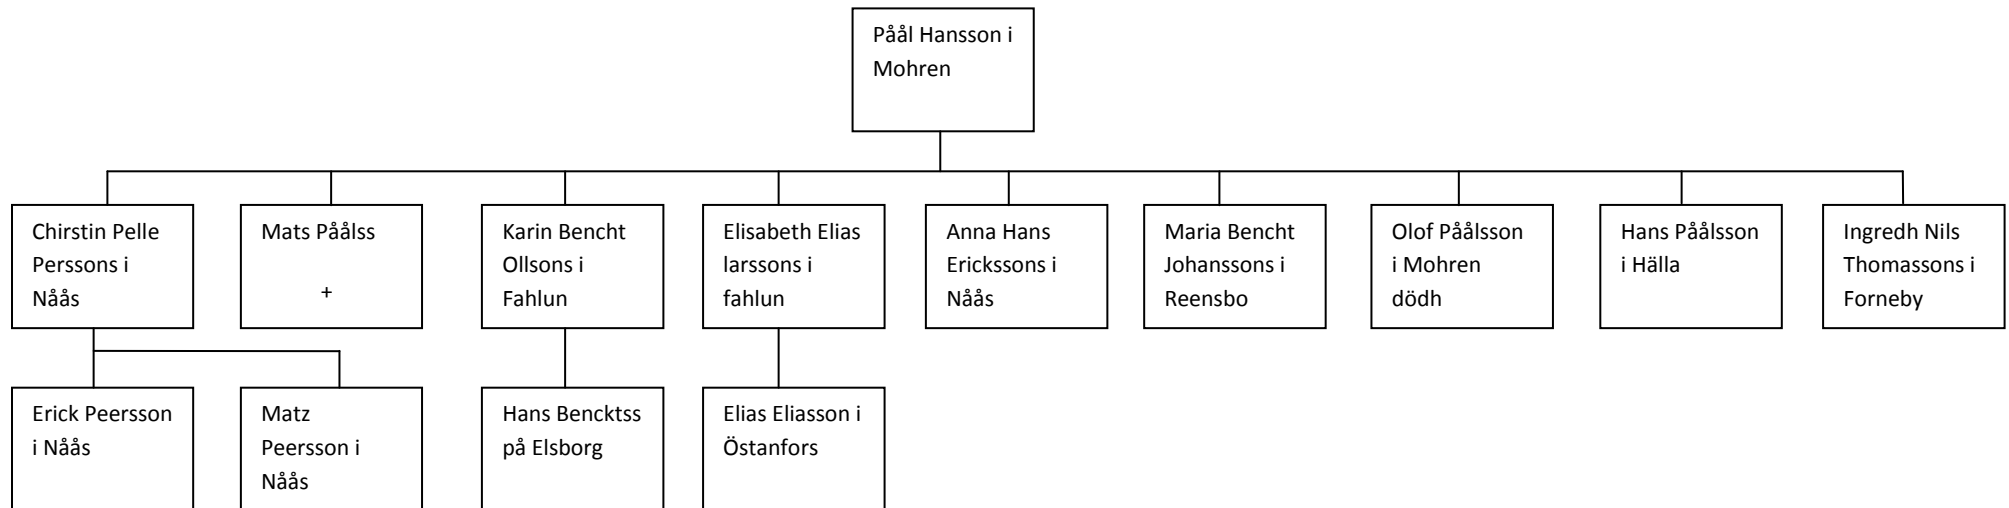 Påål Hansson i
Mohren
Chirstin Pelle
Perssons i
Nåås
Mats Påålss
+
Karin Bencht
Ollsons i
Fahlun
Elisabeth Elias
larssons i
fahlun
Anna Hans
Erickssons i
Nåås
Maria Bencht
Johanssons i
Reensbo
Olof Påålsson
i Mohren
dödh
Hans Påålsson
i Hälla
Ingredh Nils
Thomassons i
Forneby
Erick Peersson
i Nåås
Matz
Peersson i
Nåås
Hans Bencktss
på Elsborg
Elias Eliasson i
Östanfors